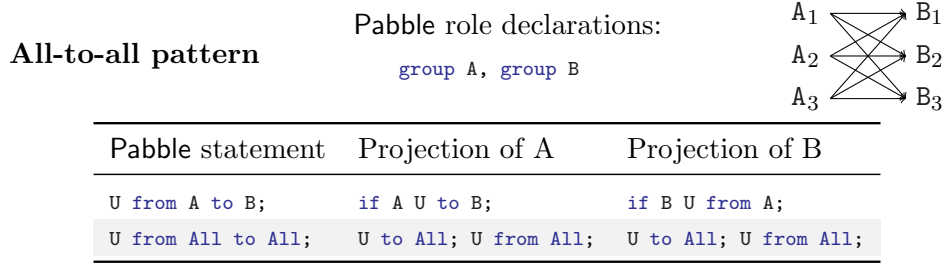 All-to-all pattern
Pabble role declarations:
group A, group B
A₁ B₁
A₂ B₂
A₃ B₃
Pabble statement Projection of A Projection of B
U from A to B; if A U to B; if B U from A;
U from All to All; U to All; U from All; U to All; U from All;